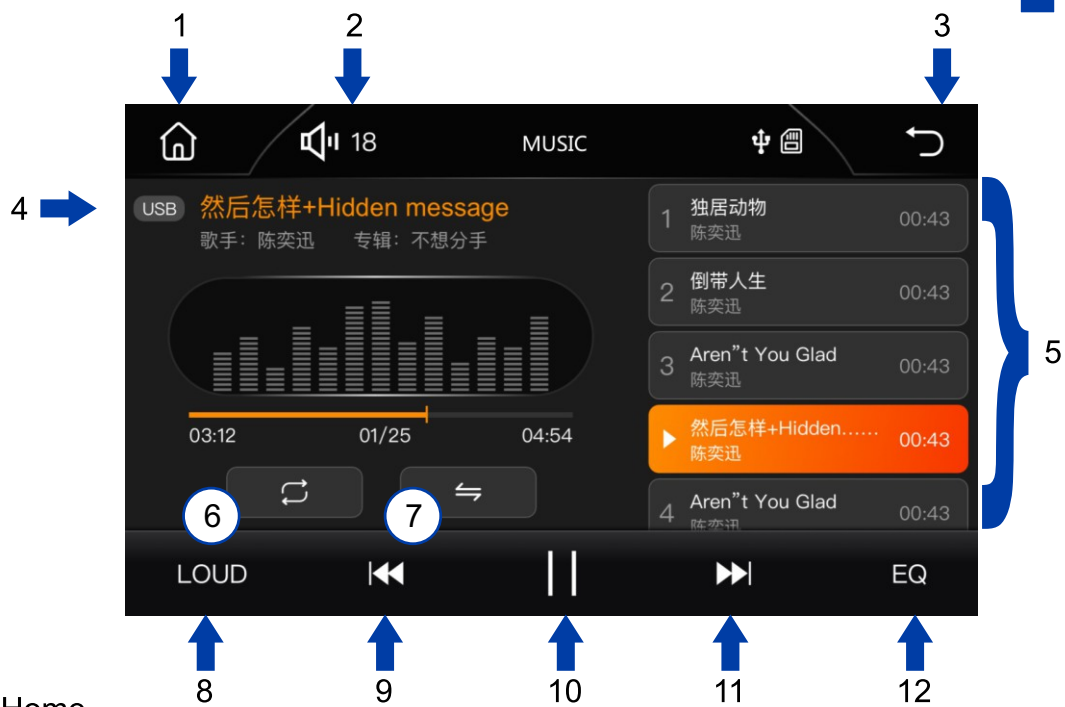 1 2 3
18 MUSIC
4
USB 然后怎样+Hidden message
歌手：陈奕迅 专辑：不想分手
03:12 01/25 04:54
1 独居动物 00:43
陈奕迅
2 倒带人生 00:43
陈奕迅
3 Aren”t You Glad 00:43
陈奕迅
然后怎样+Hidden…… 00:43
陈奕迅
4 Aren”t You Glad 00:43
陈奕迅
5
6 7
LOUD EQ
8 9 10 11 12
Home